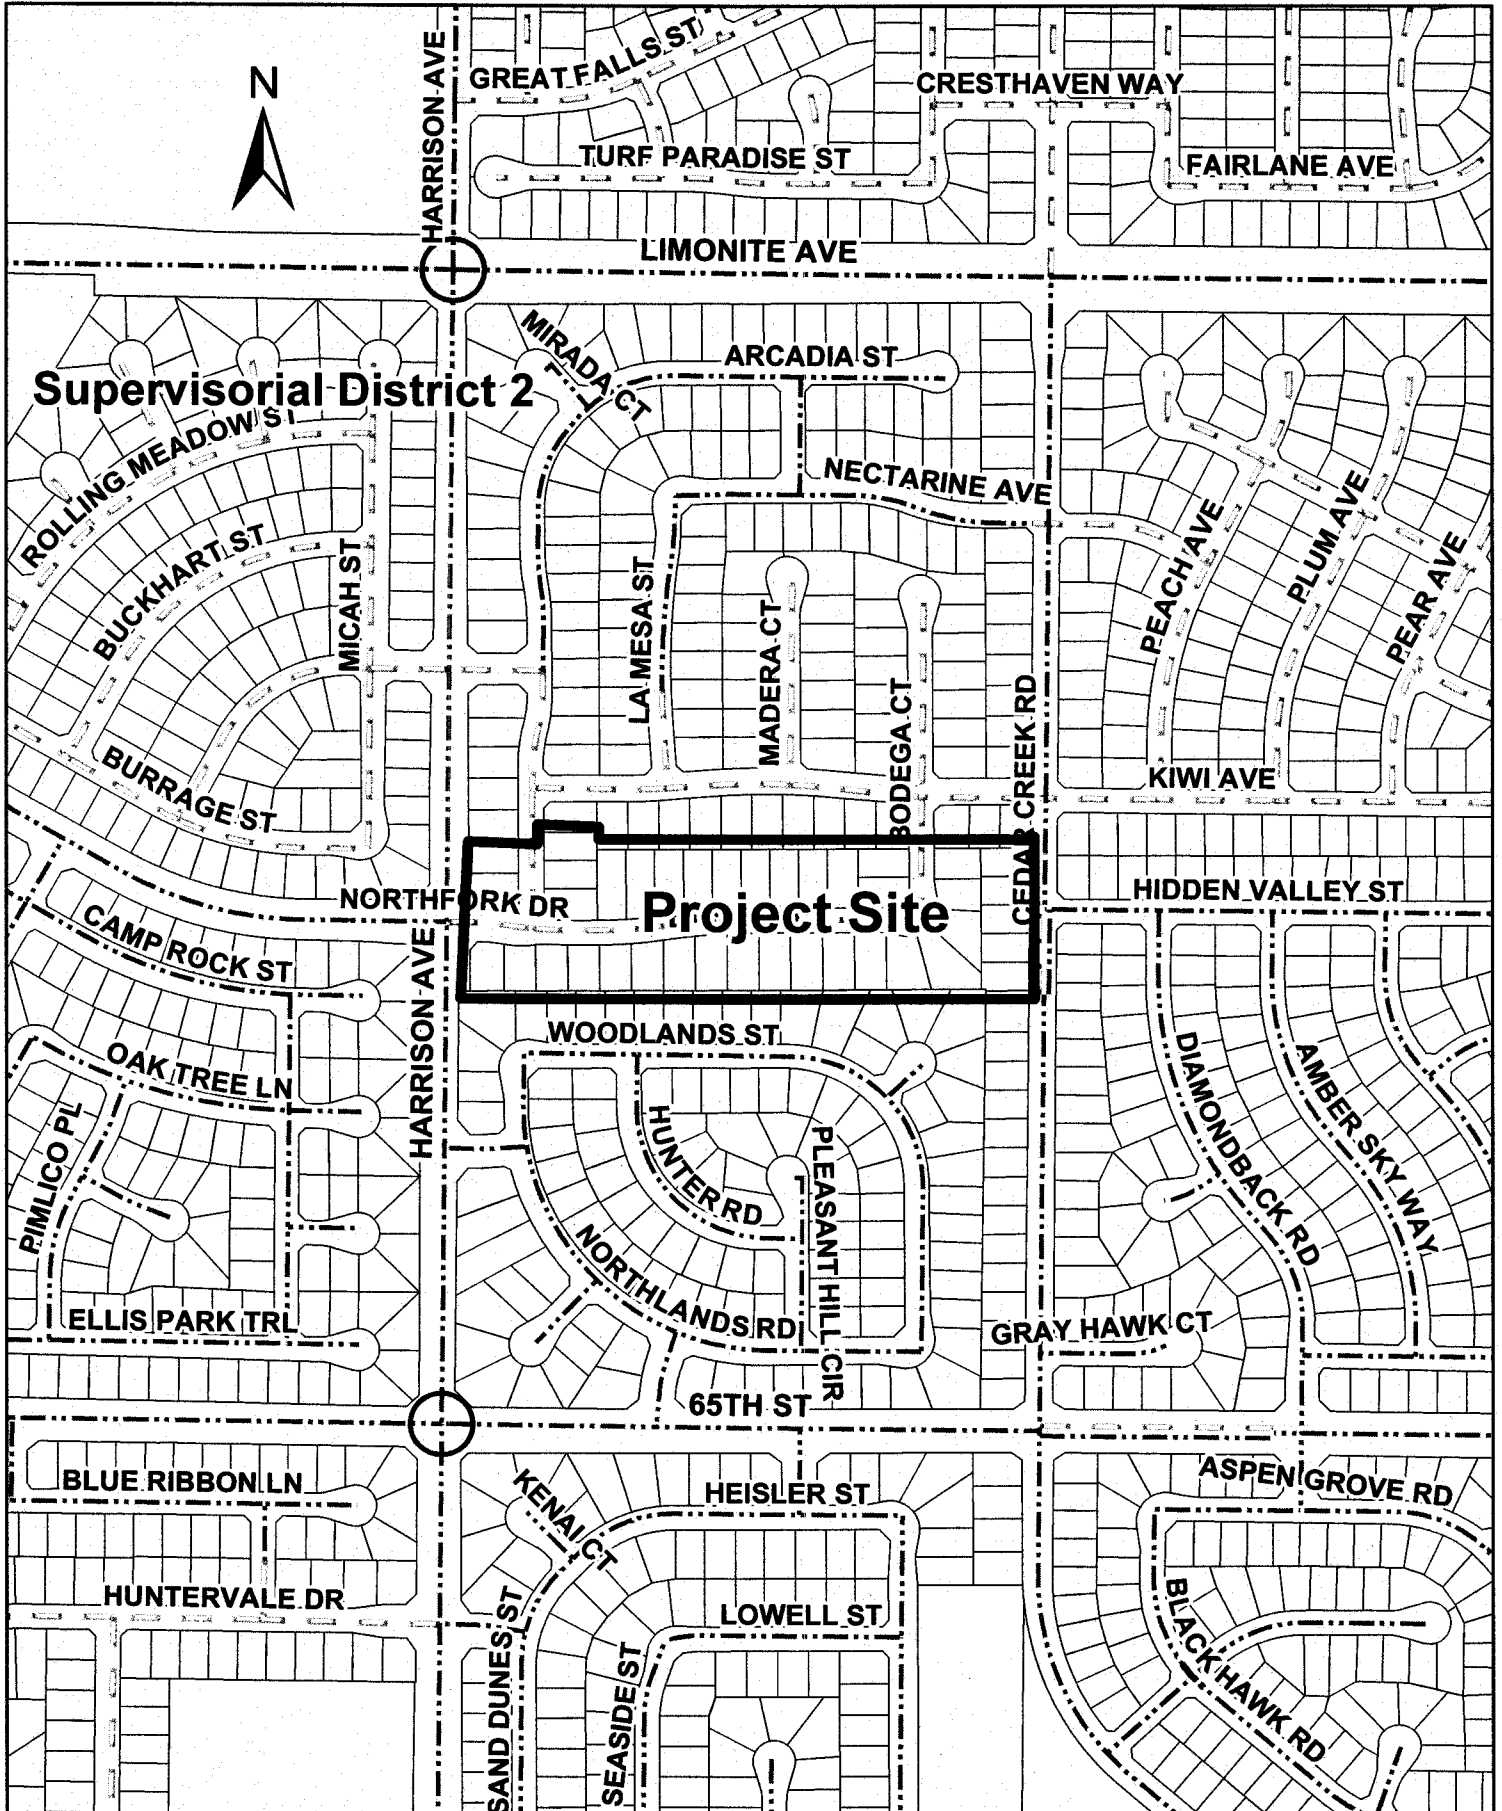 HARRISON AVE
GREAT FALLS ST
N
CRESTHAVEN WAY
TURF PARADISE ST
FAIRLANE AVE
LIMONITE AVE
MIRADA CT
ARCADIA ST
Supervisorial District 2
ROLLING MEADOW ST
NECTARINE AVE
BUCKHART ST
MICAH ST
LA MESA ST
MADERA CT
BODEGA CT
CEDAR CREEK RD
PEACH AVE
PLUM AVE
PEAR AVE
BURRAGE ST
KIWI AVE
NORTHFORK DR
Project Site
HIDDEN VALLEY ST
CAMP ROCK ST
HARRISON AVE
WOODLANDS ST
OAK TREE LN
PIMLICO PL
HUNTER RD
PLEASANT HILL CIR
DIAMONDBACK RD
AMBER SKY WAY
NORTHLANDS RD
ELLIS PARK TRL
GRAY HAWK CT
65TH ST
BLUE RIBBON LN
KENAI CT
HEISLER ST
ASPEN GROVE RD
HUNTERVALE DR
SAND DUNES ST
SEASIDE ST
LOWELL ST
BLACK HAWK RD